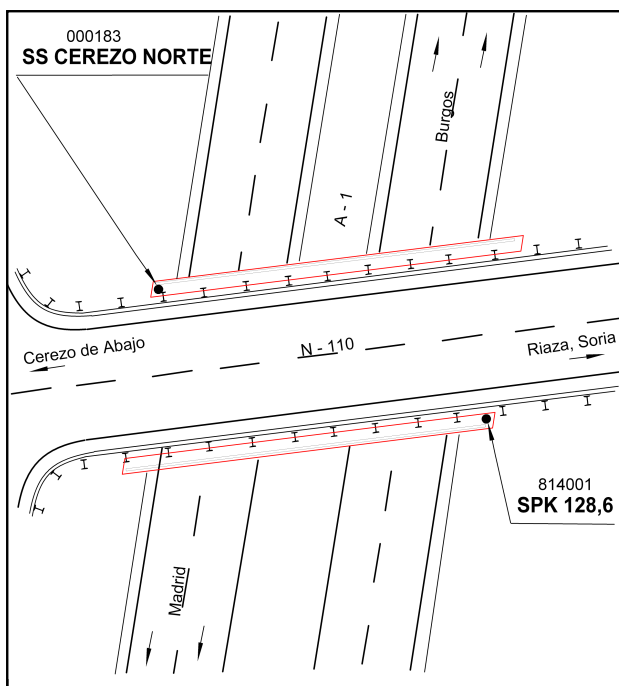 000183
SS CEREZO NORTE
Burgos
A - 1
Cerezo de Abajo
N - 110
Riaza, Soria
814001
SPK 128,6
Madrid